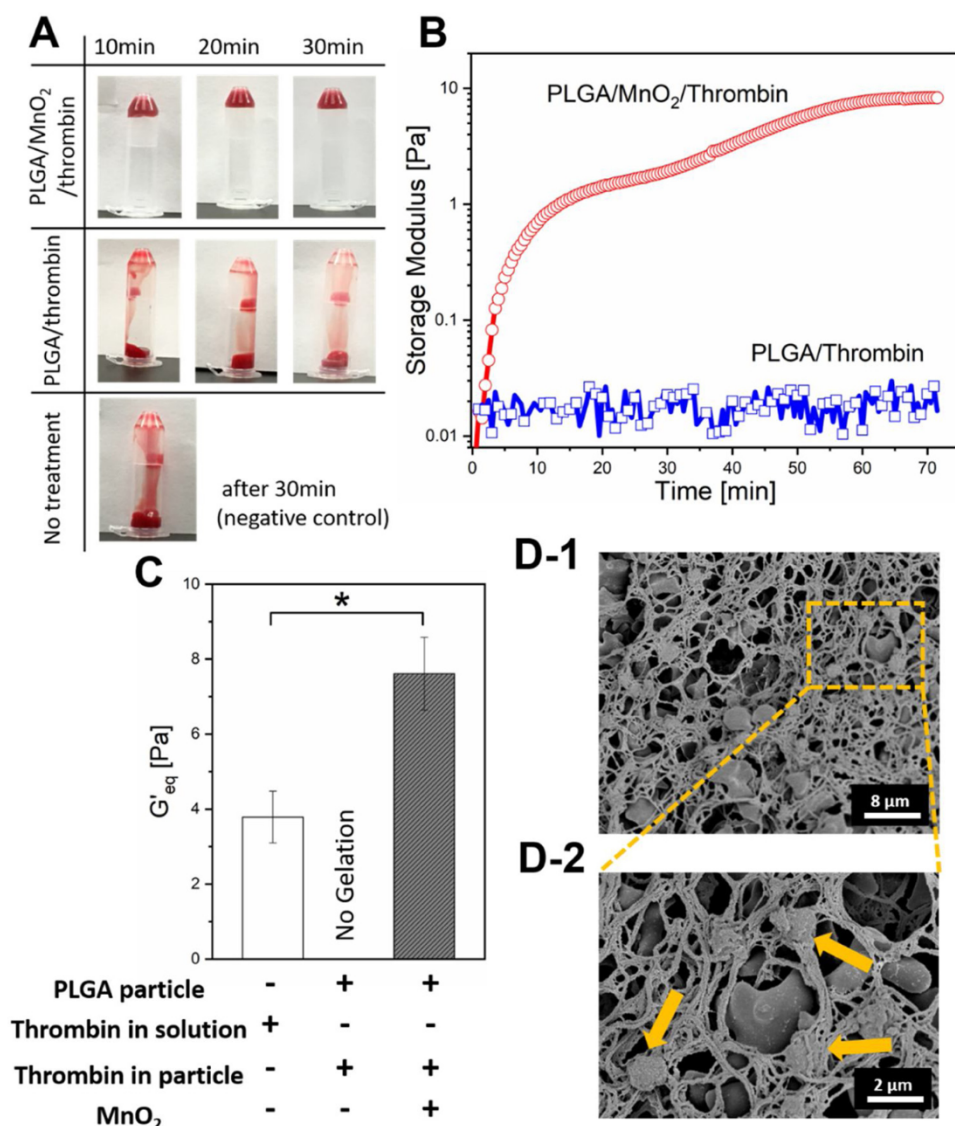 A
10min 20min 30min
PLGA/MnO₂
/thrombin
PLGA/thrombin
No treatment
after 30min
(negative control)
B
Storage Modulus [Pa]
10
1
0.1
0.01
PLGA/MnO₂/Thrombin
PLGA/Thrombin
0 10 20 30 40 50 60 70
Time [min]
C
G'eq [Pa]
10
8
6
4
2
0
*
No Gelation
PLGA particle - + +
Thrombin in solution + - -
Thrombin in particle - + +
MnO₂ - - +
D-1
8 µm
D-2
2 µm